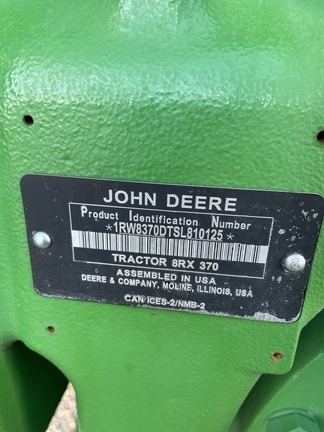 JOHN DEERE
Product Identification Number
*1RW8370DTSL810125*
TRACTOR 8RX 370
ASSEMBLED IN USA
DEERE & COMPANY, MOLINE, ILLINOIS, USA
CAN ICES-2/NMB-2